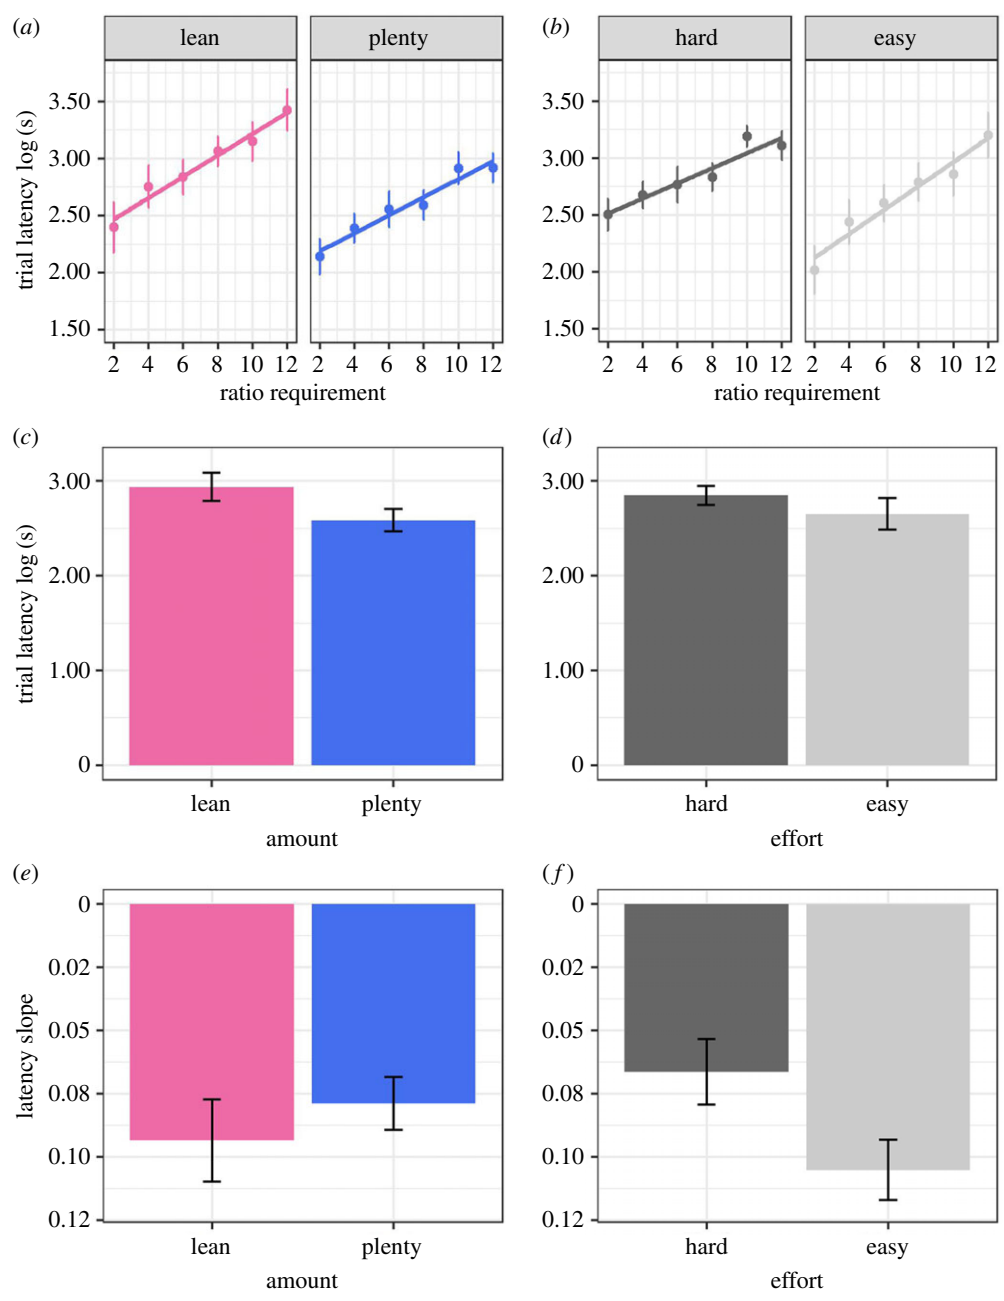 (a)
lean
plenty
trial latency log (s)
3.50
3.00
2.50
2.00
1.50
2 4 6 8 10 12
2 4 6 8 10 12
ratio requirement
(b)
hard
easy
3.50
3.00
2.50
2.00
1.50
2 4 6 8 10 12
2 4 6 8 10 12
ratio requirement
(c)
trial latency log (s)
3.00
2.00
1.00
0
lean plenty
amount
(d)
3.00
2.00
1.00
0
hard easy
effort
(e)
latency slope
0
0.02
0.05
0.08
0.10
0.12
lean plenty
amount
(f)
0
0.02
0.05
0.08
0.10
0.12
hard easy
effort